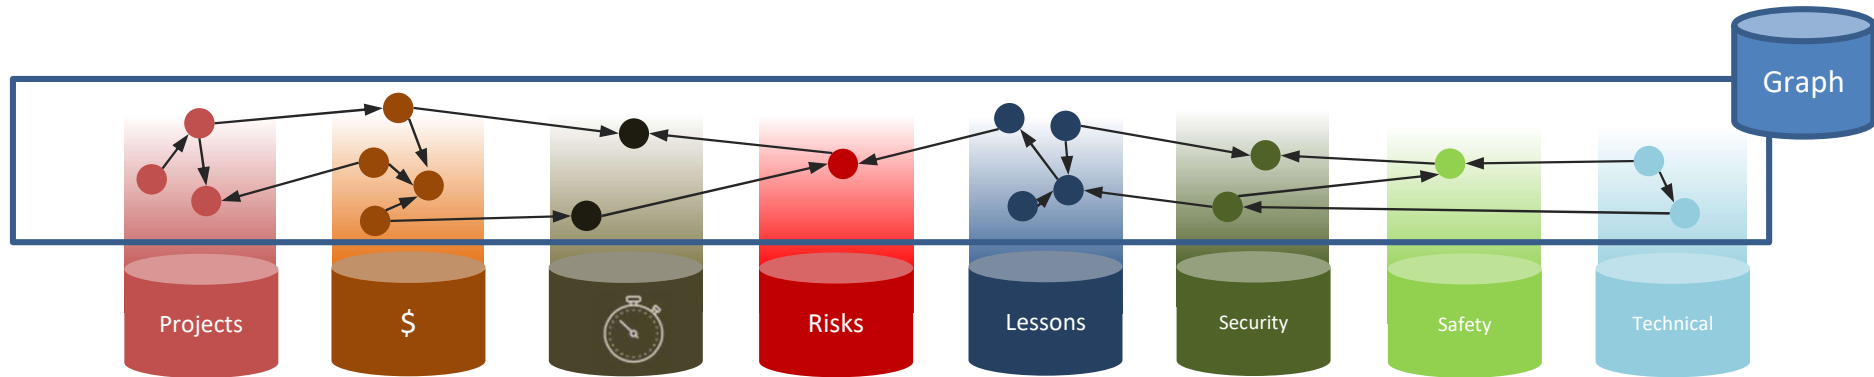 Graph
Projects
$
Risks
Lessons
Security
Safety
Technical